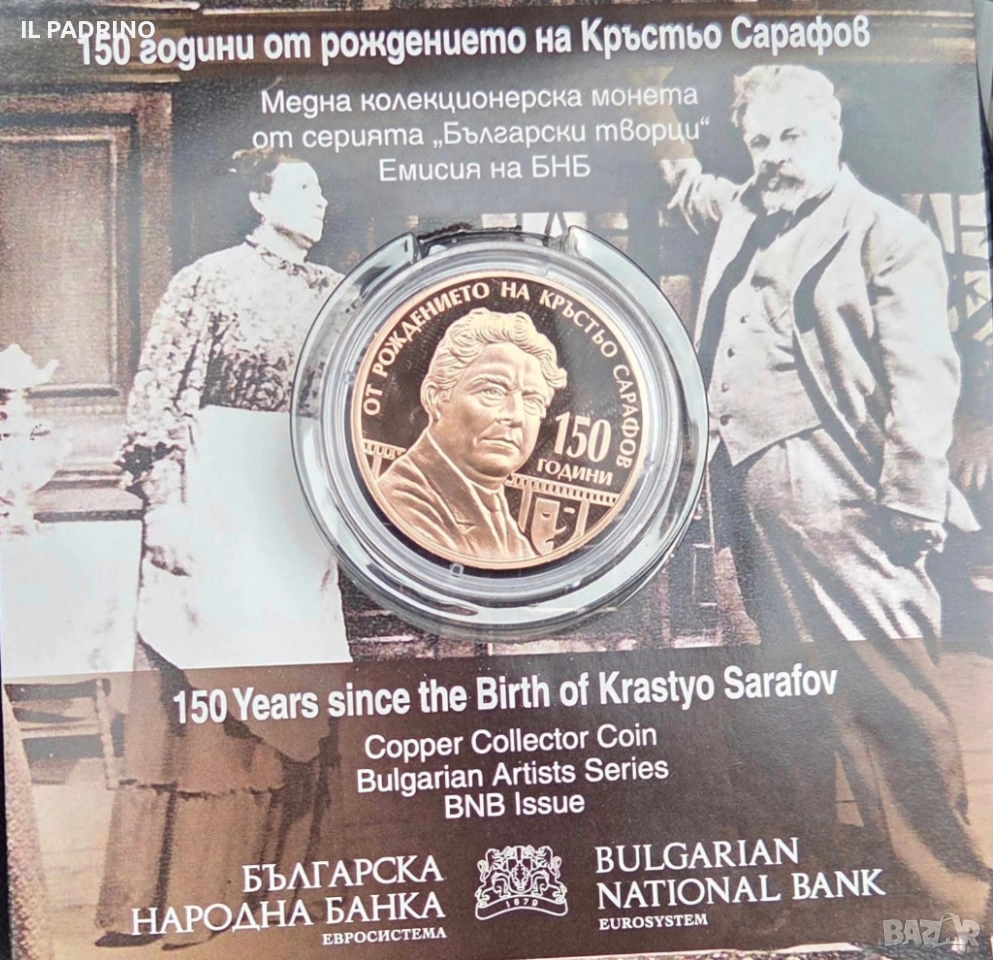 IL PADRINO
150 години от рождението на Кръстьо Сарафов
Медна колекционерска монета
от серията „Български творци“
Емисия на БНБ
ОТ РОЖДЕНИЕТО НА КРЪСТЬО САРАФОВ
150
ГОДИНИ
150 Years since the Birth of Krastyo Sarafov
Copper Collector Coin
Bulgarian Artists Series
BNB Issue
БЪЛГАРСКА
НАРОДНА БАНКА
ЕВРОСИСТЕМА
1879
BULGARIAN
NATIONAL BANK
EUROSYSTEM
BAZAR